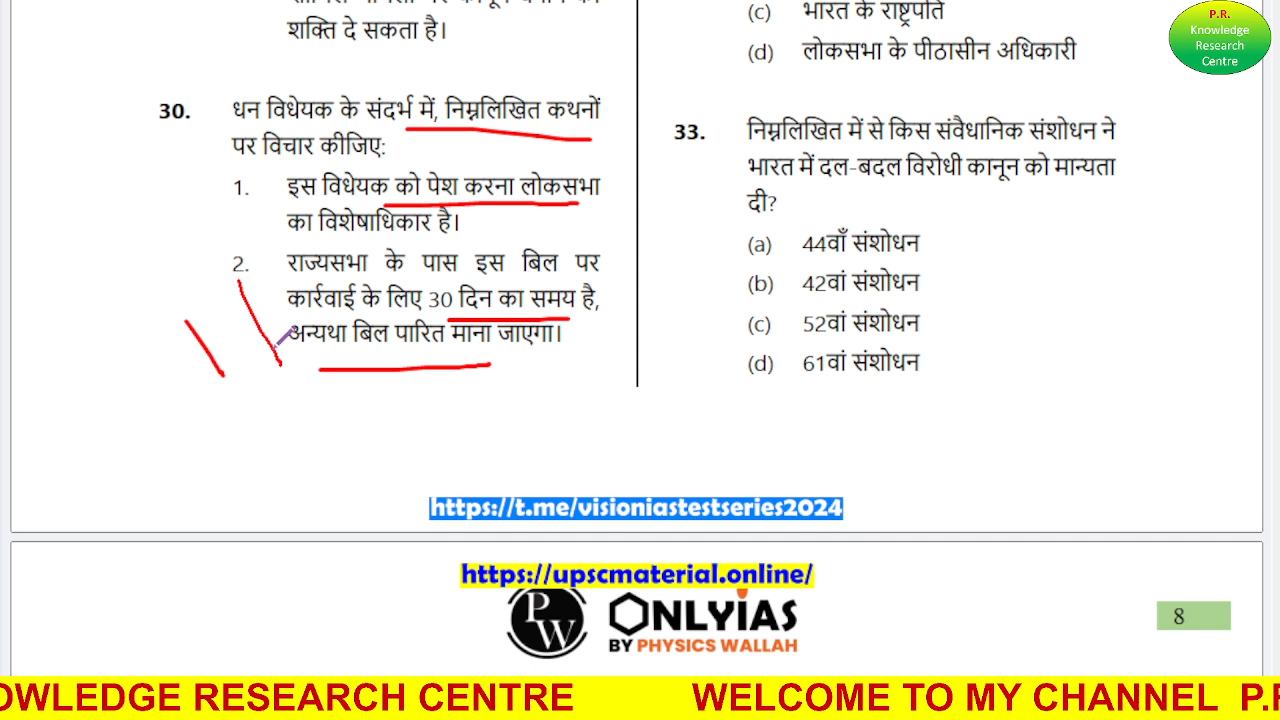 शक्ति दे सकता है।
30. धन विधेयक के संदर्भ में, निम्नलिखित कथनों
पर विचार कीजिए:
1. इस विधेयक को पेश करना लोकसभा
का विशेषाधिकार है।
2. राज्यसभा के पास इस बिल पर
कार्रवाई के लिए 30 दिन का समय है,
अन्यथा बिल पारित माना जाएगा।
(c) भारत के राष्ट्रपति
(d) लोकसभा के पीठासीन अधिकारी
33. निम्नलिखित में से किस संवैधानिक संशोधन ने
भारत में दल-बदल विरोधी कानून को मान्यता
दी?
(a) 44वाँ संशोधन
(b) 42वां संशोधन
(c) 52वां संशोधन
(d) 61वां संशोधन
P.R.
Knowledge
Research
Centre
https://t.me/visioniastestseries2024
https://upscmaterial.online/
PW
ONLYIAS
BY PHYSICS WALLAH
8
OWLEDGE RESEARCH CENTRE WELCOME TO MY CHANNEL P.R